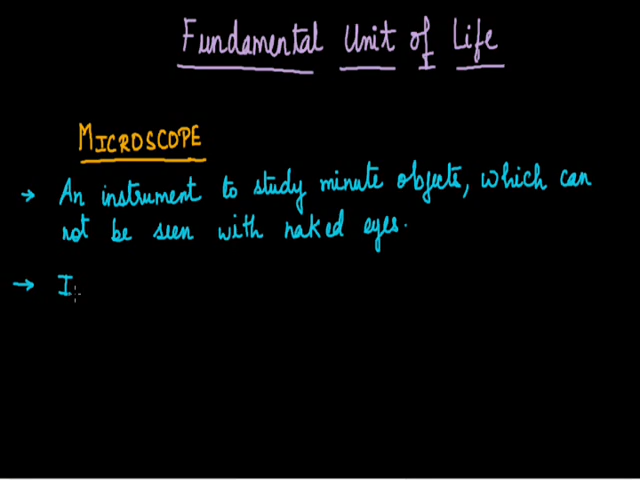 Fundamental Unit of Life
MICROSCOPE
→ An instrument to study minute objects, which can
not be seen with naked eyes.
→ I